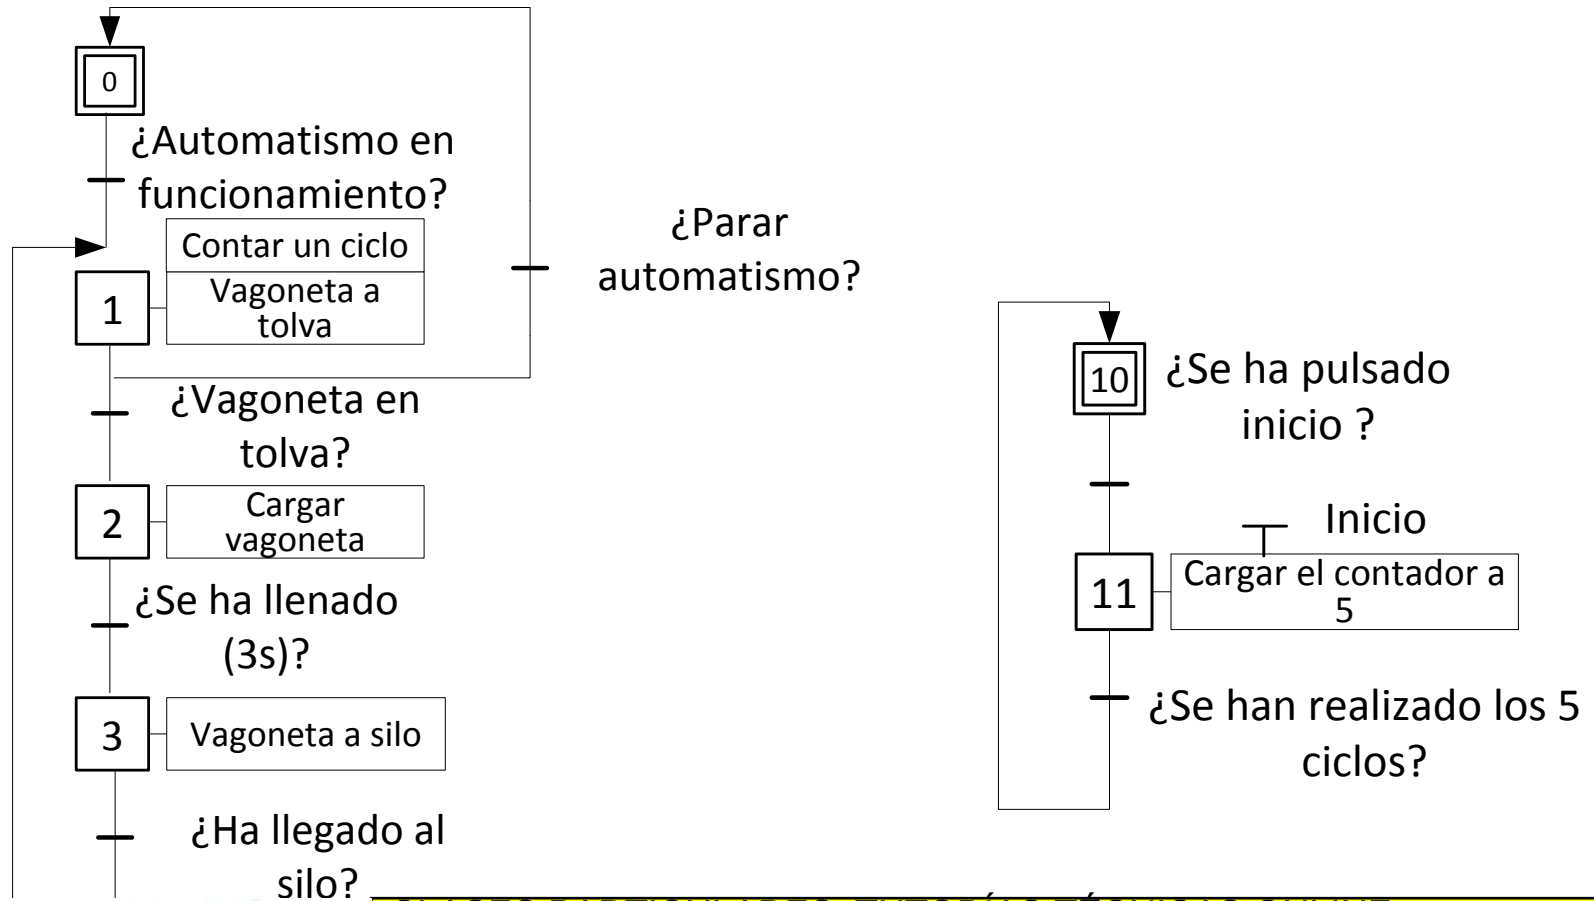 0
¿Automatismo en
funcionamiento?
Contar un ciclo
1
Vagoneta a
tolva
¿Parar
automatismo?
¿Vagoneta en
tolva?
2
Cargar
vagoneta
¿Se ha llenado
(3s)?
3
Vagoneta a silo
¿Ha llegado al
silo?
10
¿Se ha pulsado
inicio ?
Inicio
11
Cargar el contador a
5
¿Se han realizado los 5
ciclos?